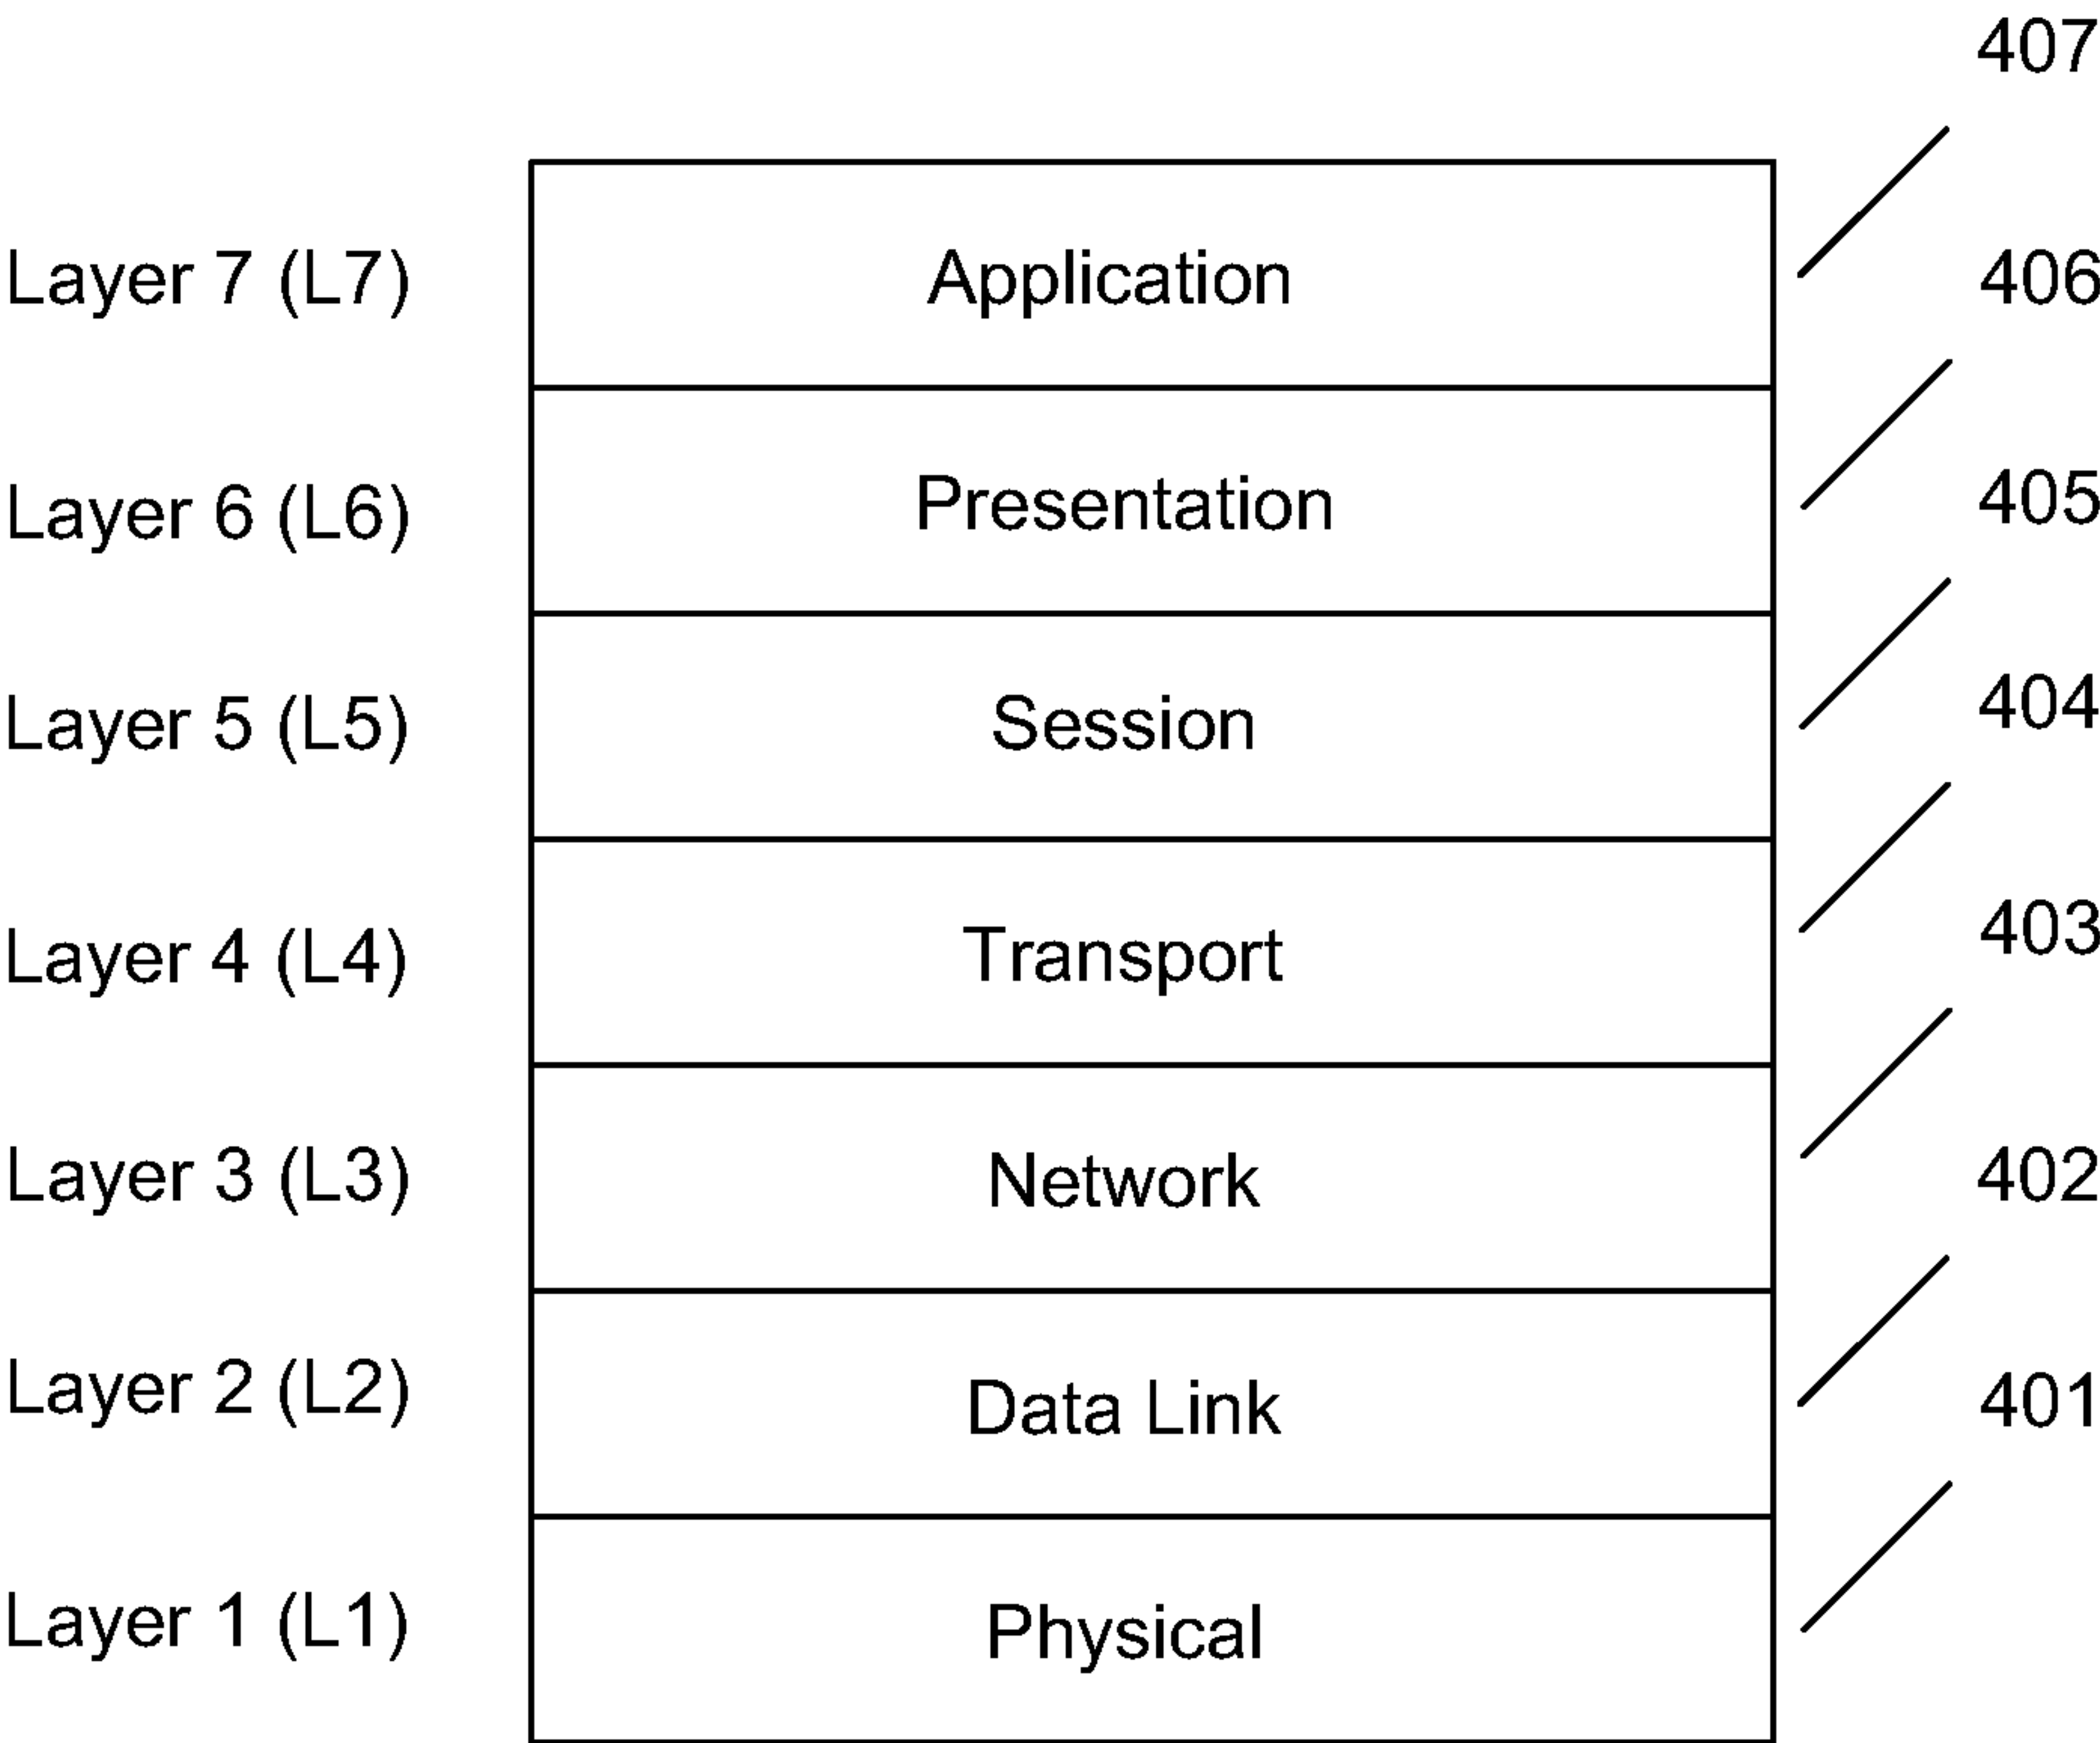 407
Layer 7 (L7) Application 406
Layer 6 (L6) Presentation 405
Layer 5 (L5) Session 404
Layer 4 (L4) Transport 403
Layer 3 (L3) Network 402
Layer 2 (L2) Data Link 401
Layer 1 (L1) Physical